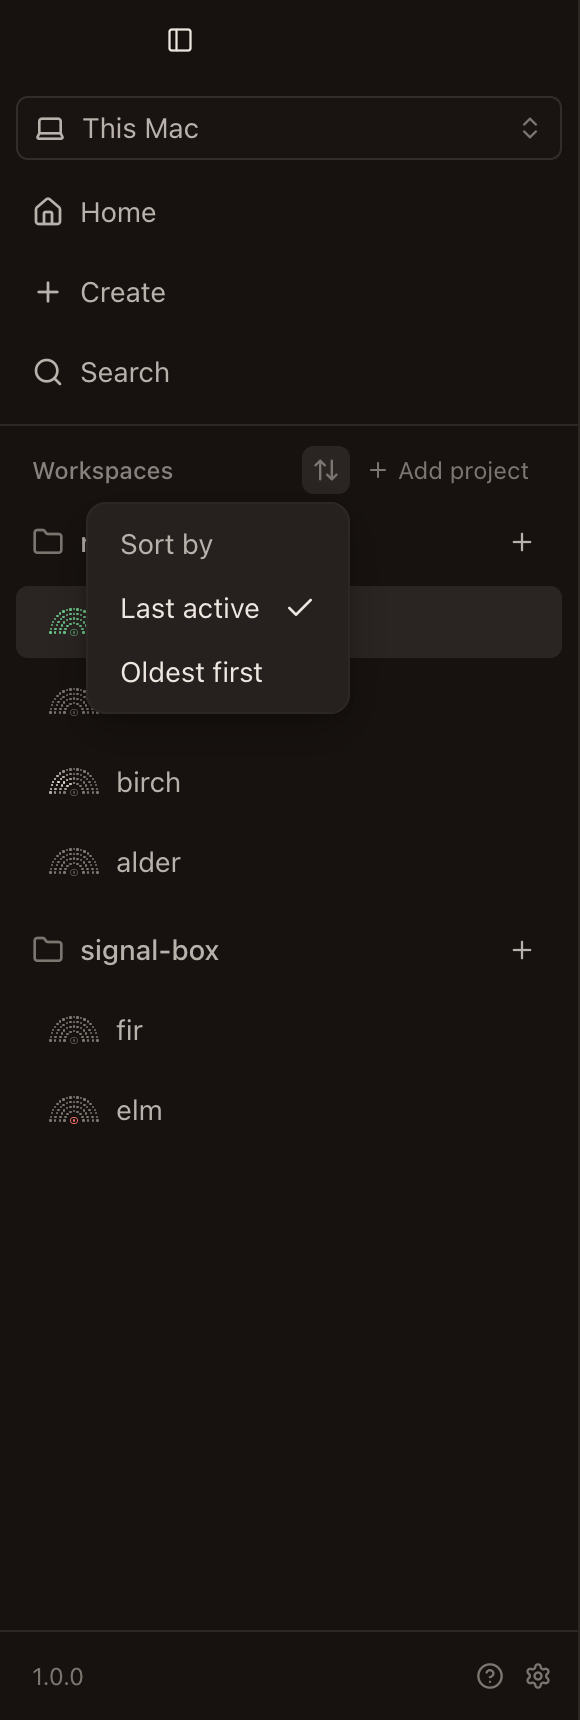 This Mac
Home
Create
Search
Workspaces
Add project
Sort by
Last active
Oldest first
birch
alder
signal-box
fir
elm
1.0.0